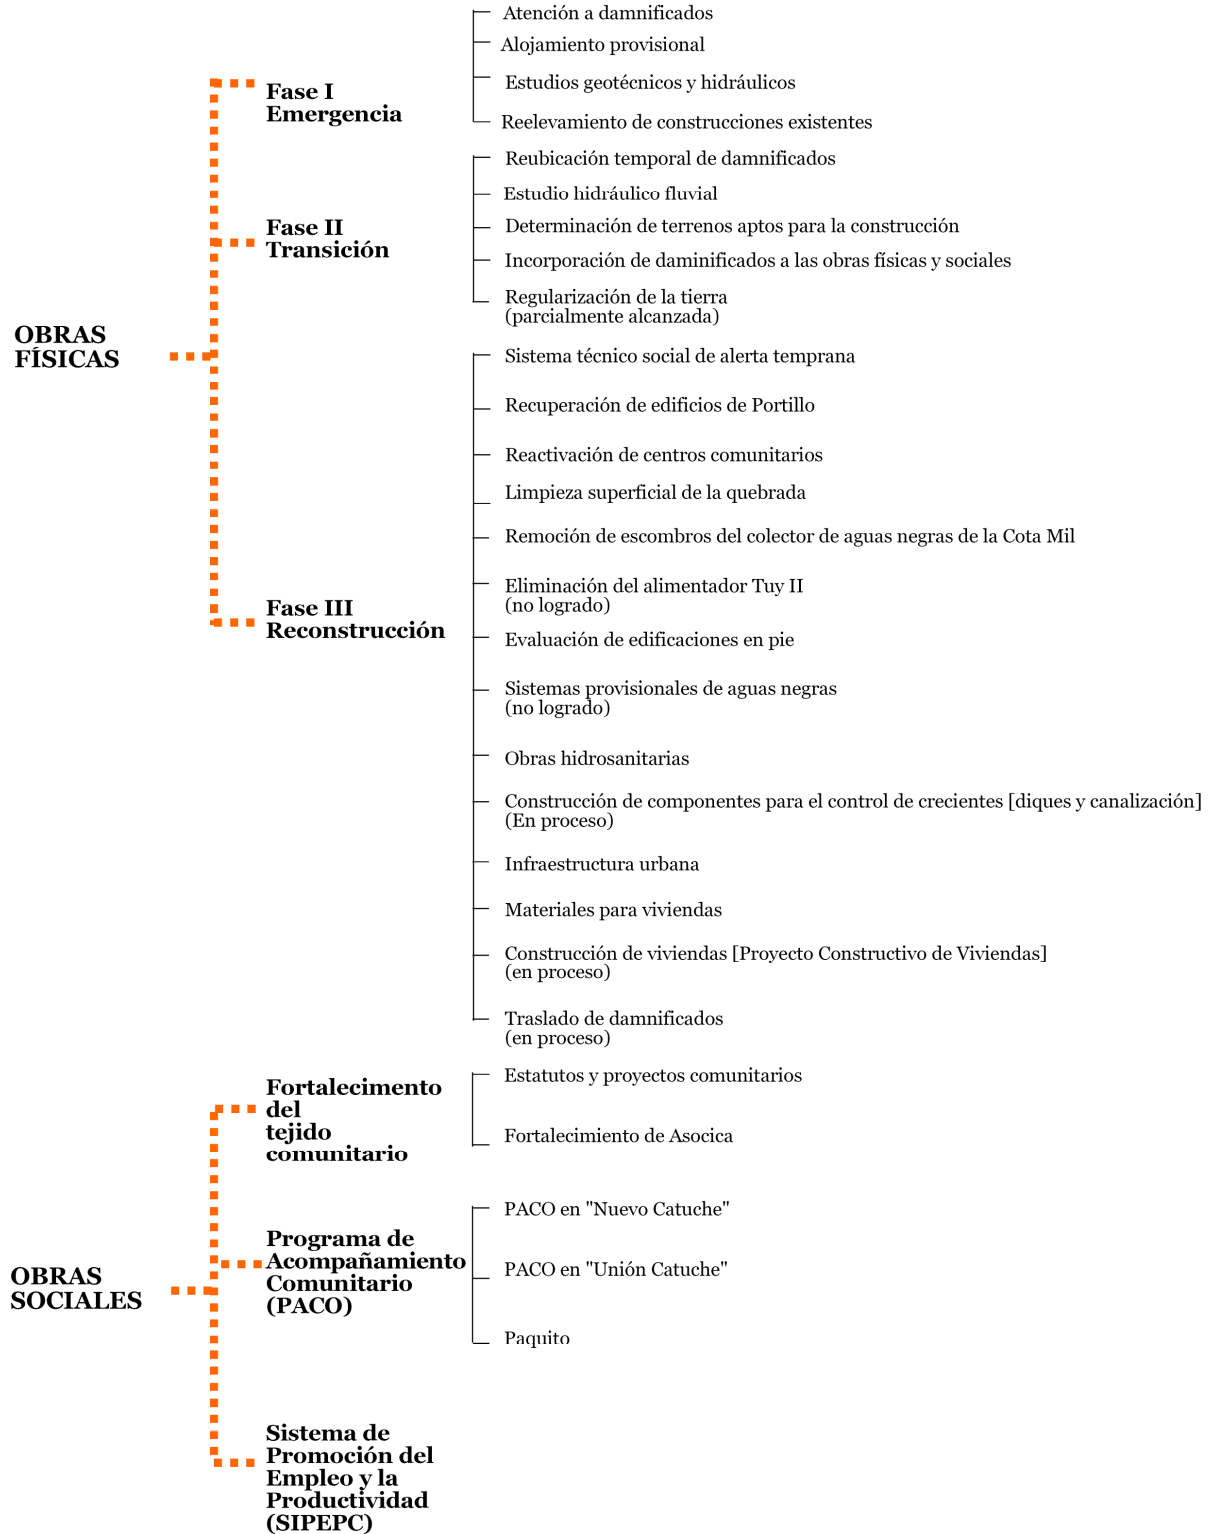 OBRAS
FÍSICAS
Fase I
Emergencia
Atención a damnificados
Alojamiento provisional
Estudios geotécnicos y hidráulicos
Reelevamiento de construcciones existentes
Fase II
Transición
Reubicación temporal de damnificados
Estudio hidráulico fluvial
Determinación de terrenos aptos para la construcción
Incorporación de daminificados a las obras físicas y sociales
Regularización de la tierra
(parcialmente alcanzada)
Fase III
Reconstrucción
Sistema técnico social de alerta temprana
Recuperación de edificios de Portillo
Reactivación de centros comunitarios
Limpieza superficial de la quebrada
Remoción de escombros del colector de aguas negras de la Cota Mil
Eliminación del alimentador Tuy II
(no logrado)
Evaluación de edificaciones en pie
Sistemas provisionales de aguas negras
(no logrado)
Obras hidrosanitarias
Construcción de componentes para el control de crecientes [diques y canalización]
(En proceso)
Infraestructura urbana
Materiales para viviendas
Construcción de viviendas [Proyecto Constructivo de Viviendas]
(en proceso)
Traslado de damnificados
(en proceso)
OBRAS
SOCIALES
Fortalecimento
del
tejido
comunitario
Estatutos y proyectos comunitarios
Fortalecimiento de Asocica
Programa de
Acompañamiento
Comunitario
(PACO)
PACO en "Nuevo Catuche"
PACO en "Unión Catuche"
Paquito
Sistema de
Promoción del
Empleo y la
Productividad
(SIPEPC)